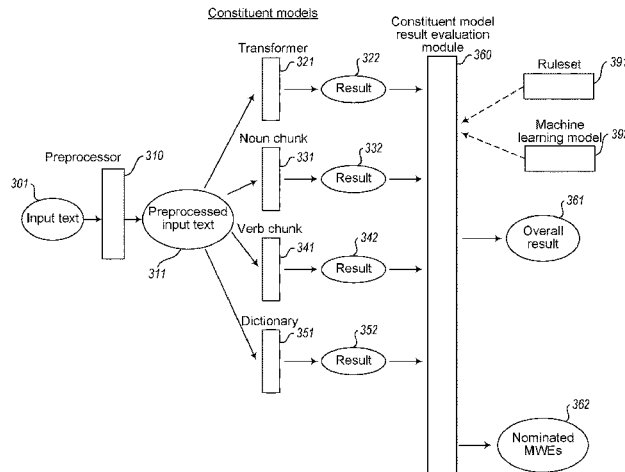 Constituent models
Constituent model
result evaluation
module
360
Transformer
321
322
Result
Ruleset
391
Noun chunk
331
332
Result
Machine
learning model
Preprocessor
310
301
Input text
Preprocessed
input text
311
Verb chunk
341
342
Result
361
Overall
result
Dictionary
351
352
Result
362
Nominated
MWEs